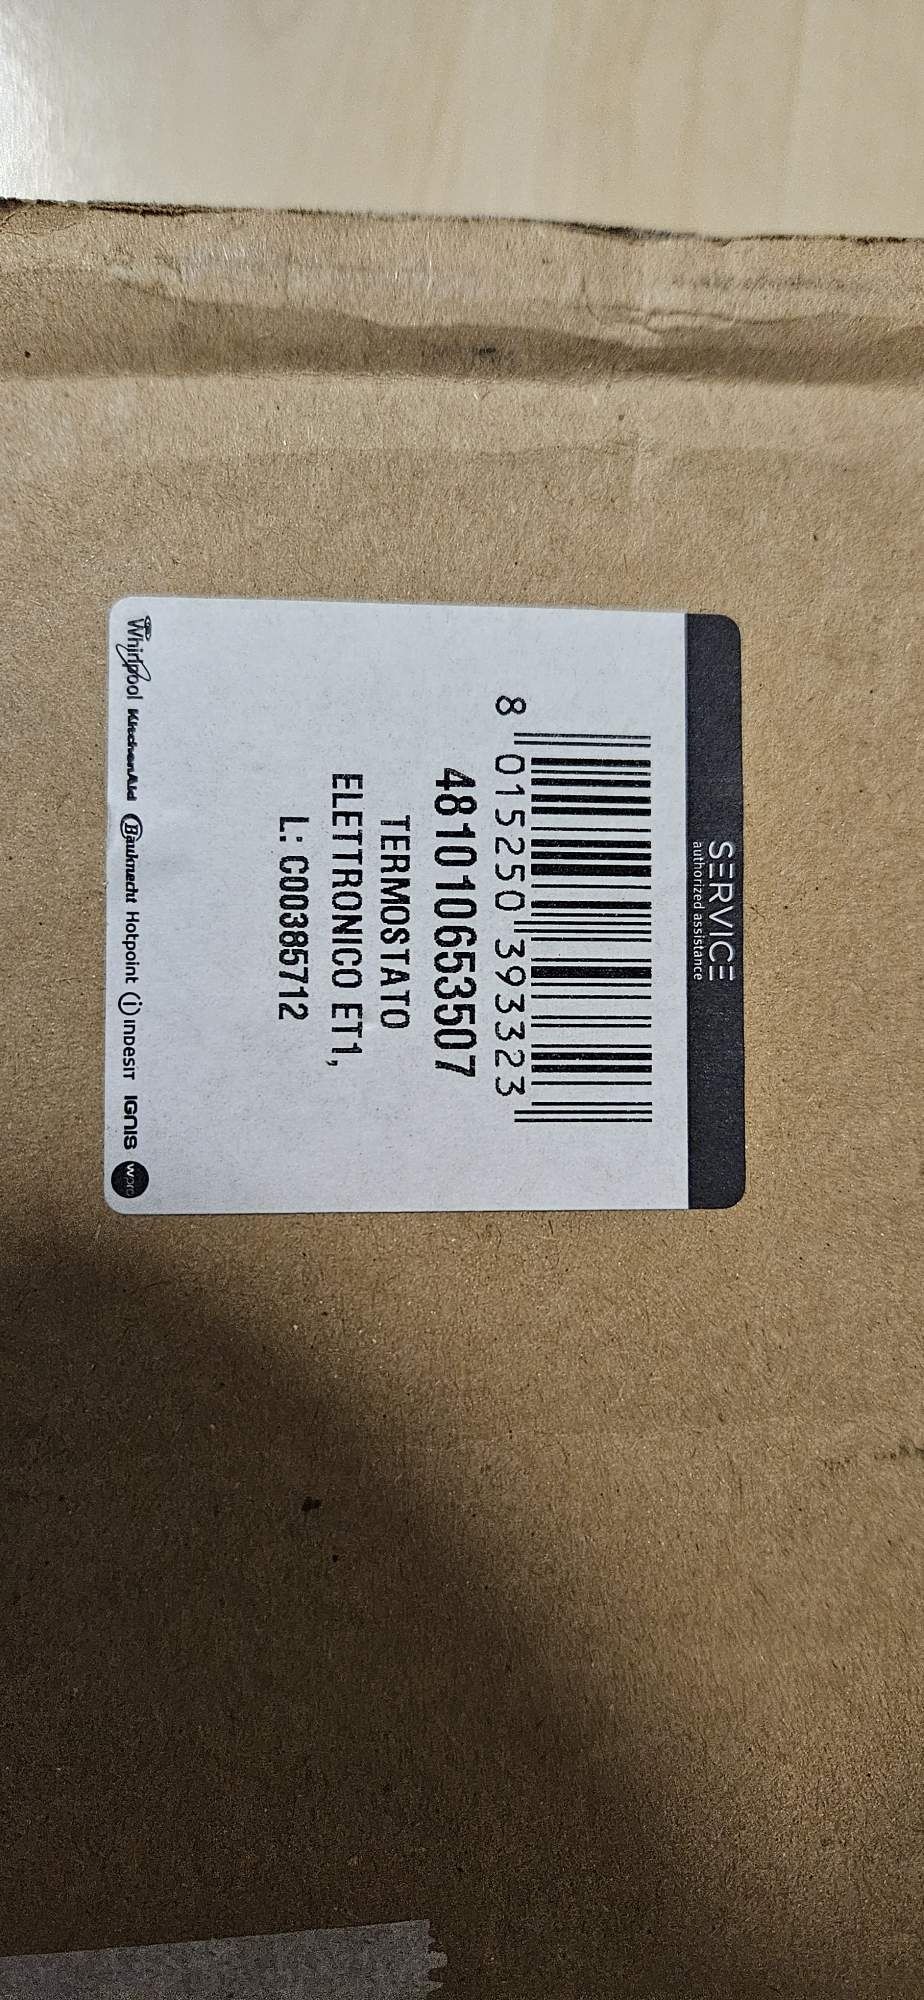 SERVICE
authorized assistance
8 015250 393323
481010653507
TERMOSTATO
ELETTRONICO ET1,
L: C00385712
Whirlpool KitchenAid Bauknecht Hotpoint i INDESIT IGNIS Wpro